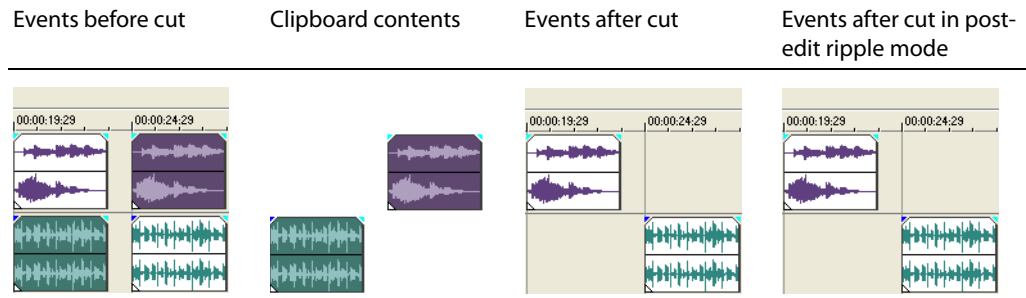 Events before cut
Clipboard contents
Events after cut
Events after cut in post-
edit ripple mode
00:00:19:29
00:00:24:29
00:00:19:29
00:00:24:29
00:00:19:29
00:00:24:29